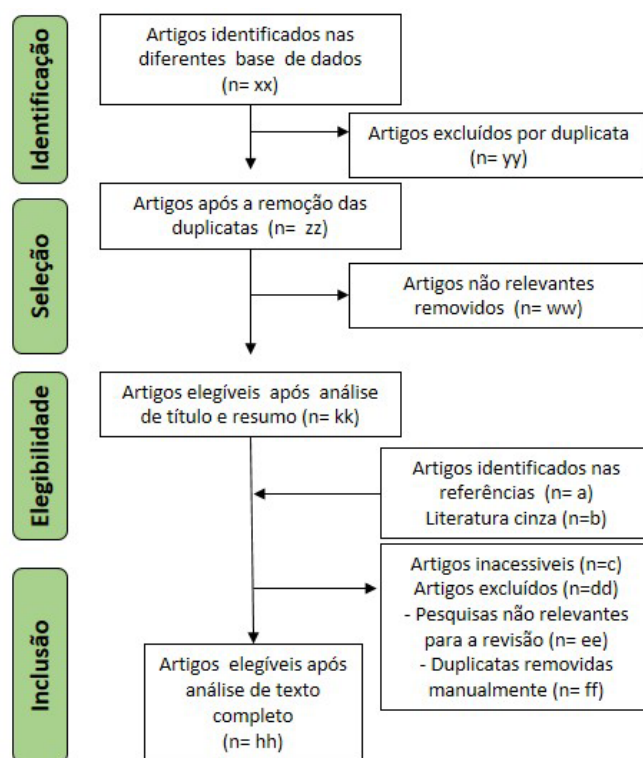 Identificação
Artigos identificados nas
diferentes base de dados
(n= xx)
Artigos excluídos por duplicata
(n= yy)
Seleção
Artigos após a remoção das
duplicatas (n= zz)
Artigos não relevantes
removidos (n= ww)
Elegibilidade
Artigos elegíveis após análise
de título e resumo (n= kk)
Artigos identificados nas
referências (n= a)
Literatura cinza (n=b)
Inclusão
Artigos inacessiveis (n=c)
Artigos excluídos (n=dd)
- Pesquisas não relevantes
para a revisão (n= ee)
- Duplicatas removidas
manualmente (n= ff)
Artigos elegíveis após
análise de texto
completo
(n= hh)